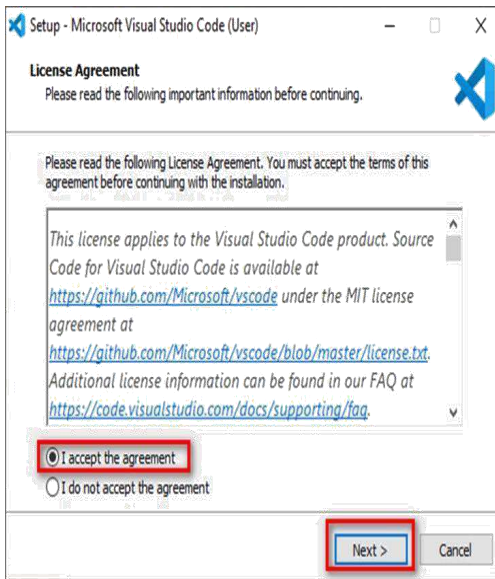 Setup - Microsoft Visual Studio Code (User)
License Agreement
Please read the following important information before continuing.
Please read the following License Agreement. You must accept the terms of this
agreement before continuing with the installation.
This license applies to the Visual Studio Code product. Source
Code for Visual Studio Code is available at
https://github.com/Microsoft/vscode under the MIT license
agreement at
https://github.com/Microsoft/vscode/blob/master/license.txt.
Additional license information can be found in our FAQ at
https://code.visualstudio.com/docs/supporting/faq.
I accept the agreement
I do not accept the agreement
Next >
Cancel